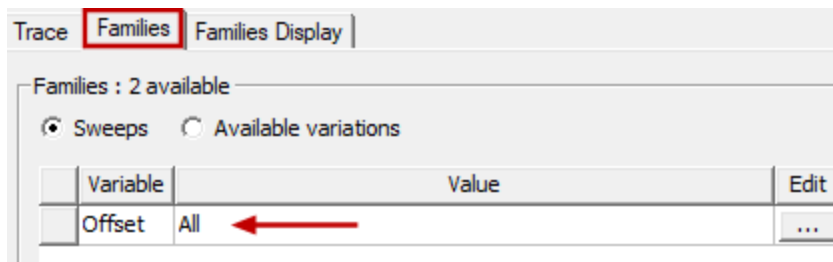 Trace Families Families Display
Families : 2 available
Sweeps Available variations
Variable Value Edit
Offset All ...